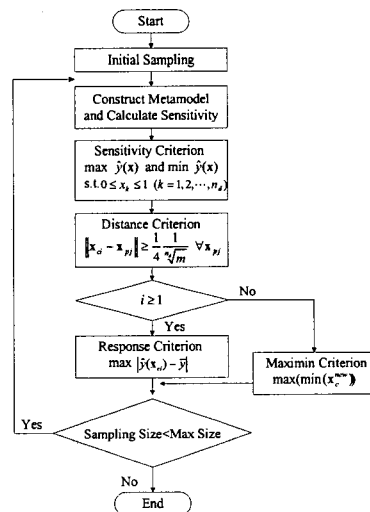 Start
Initial Sampling
Construct Metamodel
and Calculate Sensitivity
Sensitivity Criterion
max ŷ(x) and min ŷ(x)
s.t. 0 ≤ x_k ≤ 1 (k = 1,2,⋯,n_d)
Distance Criterion
‖x_ci − x_pj‖ ≥ 1/4 1/ⁿᵈ√m ∀ x_pj
i ≥ 1
No
Yes
Response Criterion
max |ŷ(x_ci) − ȳ|
Maximin Criterion
max(min(x_c^new))
Yes
Sampling Size<Max Size
No
End